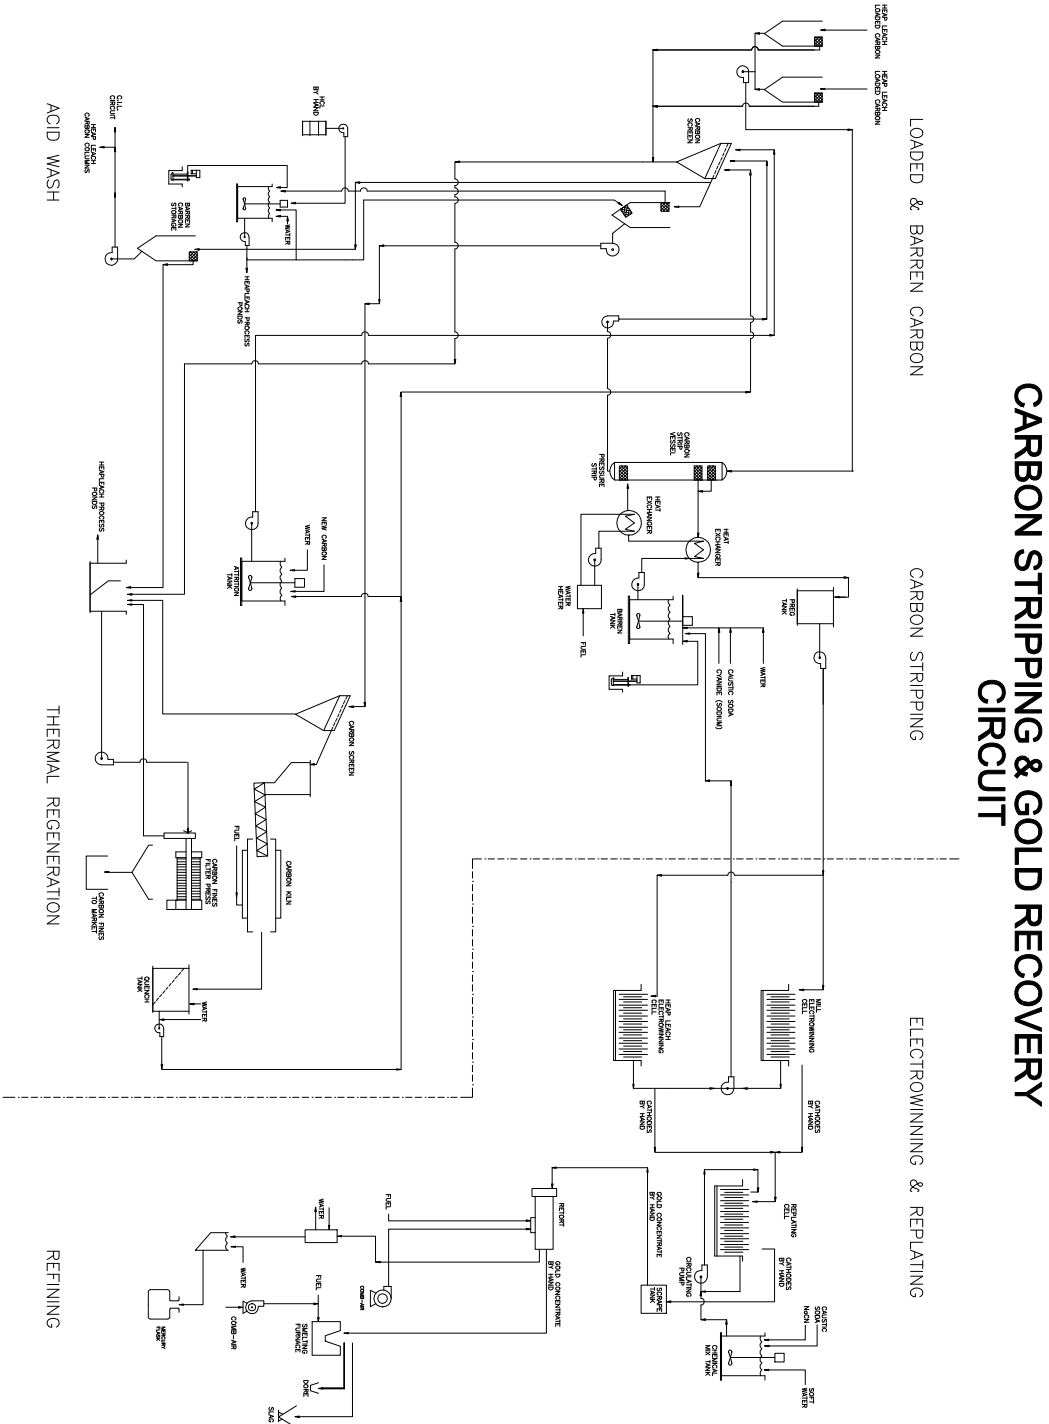 CARBON STRIPPING & GOLD RECOVERY
CIRCUIT
LOADED & BARREN CARBON
CARBON STRIPPING
ELECTROWINNING & REPLATING
HEAP LEACH
LOADED CARBON
HEAP LEACH
LOADED CARBON
CARBON
SCREEN
HCL
BY HAND
C.I.L.
CIRCUIT
HEAP LEACH
CARBON COLUMNS
BARREN
CARBON
STORAGE
WATER
HEAPLEACH PROCESS
PONDS
ACID WASH
CARBON
STRIP
VESSEL
PRESSURE
STRIP
HEAT
EXCHANGER
HEAT
EXCHANGER
WATER
HEATER
FUEL
BARREN
TANK
PREG
TANK
WATER
CAUSTIC SODA
CYANIDE (SODIUM)
NEW CARBON
WATER
ATTRITION
TANK
HEAPLEACH PROCESS
PONDS
CARBON SCREEN
CARBON KILN
FUEL
CARBON FINES
FILTER PRESS
CARBON FINES
TO MARKET
QUENCH
TANK
WATER
THERMAL REGENERATION
MILL
ELECTROWINNING
CELL
HEAP LEACH
ELECTROWINNING
CELL
CATHODES
BY HAND
CATHODES
BY HAND
REPLATING
CELL
CATHODES
BY HAND
CIRCULATING
PUMP
CAUSTIC
SODA
NaCN
SOFT
WATER
CHEMICAL
MIX TANK
SCRAPE
TANK
GOLD CONCENTRATE
BY HAND
RETORT
GOLD CONCENTRATE
BY HAND
FUEL
COMB-AIR
WATER
WATER
MERCURY
FLASK
FUEL
COMB-AIR
SMELTING
FURNACE
DORE
SLAG
REFINING